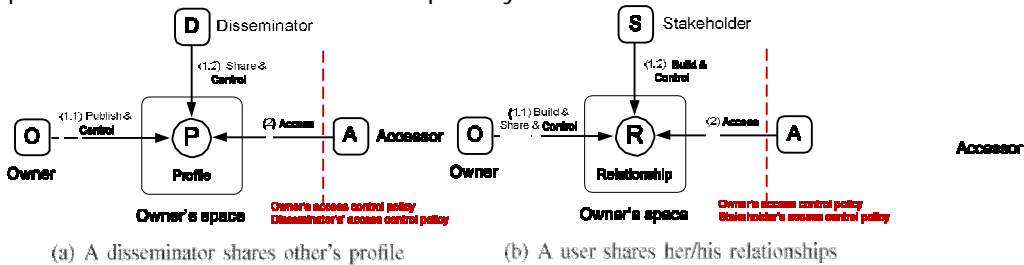 D Disseminator
(1.2) Share &
Control
(1.1) Publish &
Control
O
P
(2) Access
A
Accessor
Owner
Profile
Owner's space
Owner's access control policy
Disseminator's' access control policy
(a) A disseminator shares other's profile
S Stakeholder
(1.2) Build &
Control
(1.1) Build &
Share & Control
O
R
(2) Access
A
Accessor
Owner
Relationship
Owner's space
Owner's access control policy
Stakeholder's access control policy
(b) A user shares her/his relationships